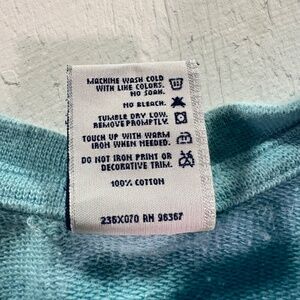 MACHINE WASH COLD
WITH LIKE COLORS.
NO SOAK.
NO BLEACH.
TUMBLE DRY LOW.
REMOVE PROMPTLY.
TOUCH UP WITH WARM
IRON WHEN NEEDED.
DO NOT IRON PRINT OR
DECORATIVE TRIM.
100% COTTON
236X070 RN 96367